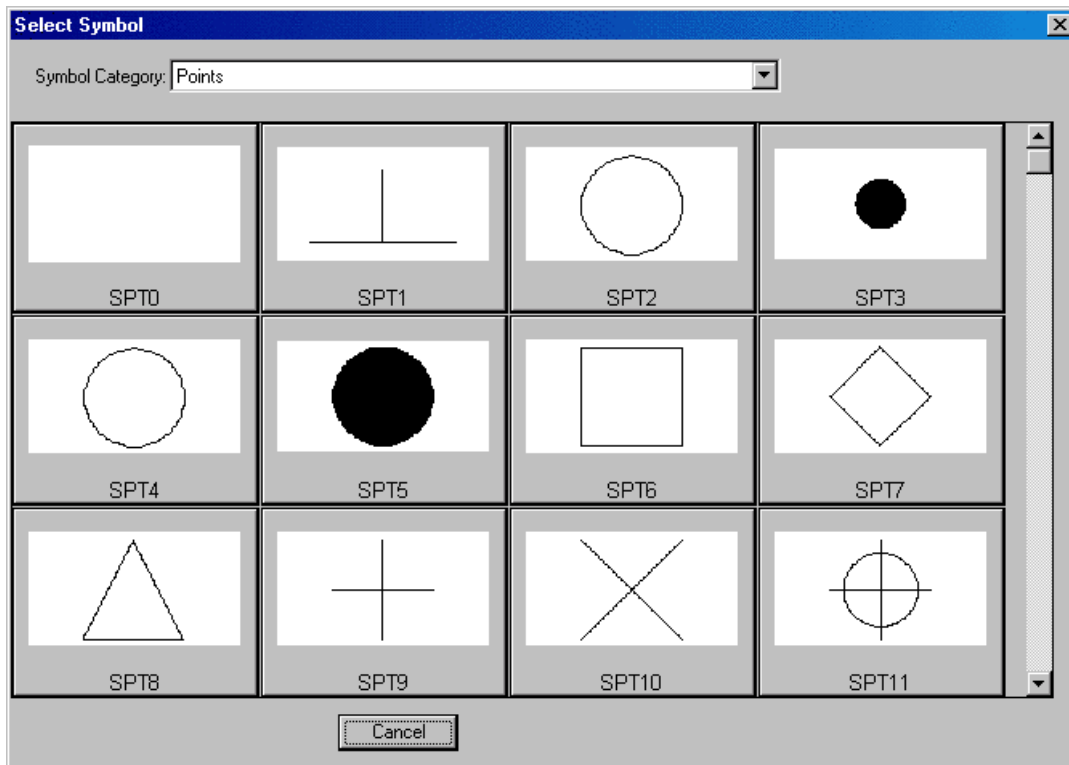 Select Symbol
Symbol Category: Points
SPT0 SPT1 SPT2 SPT3
SPT4 SPT5 SPT6 SPT7
SPT8 SPT9 SPT10 SPT11
Cancel